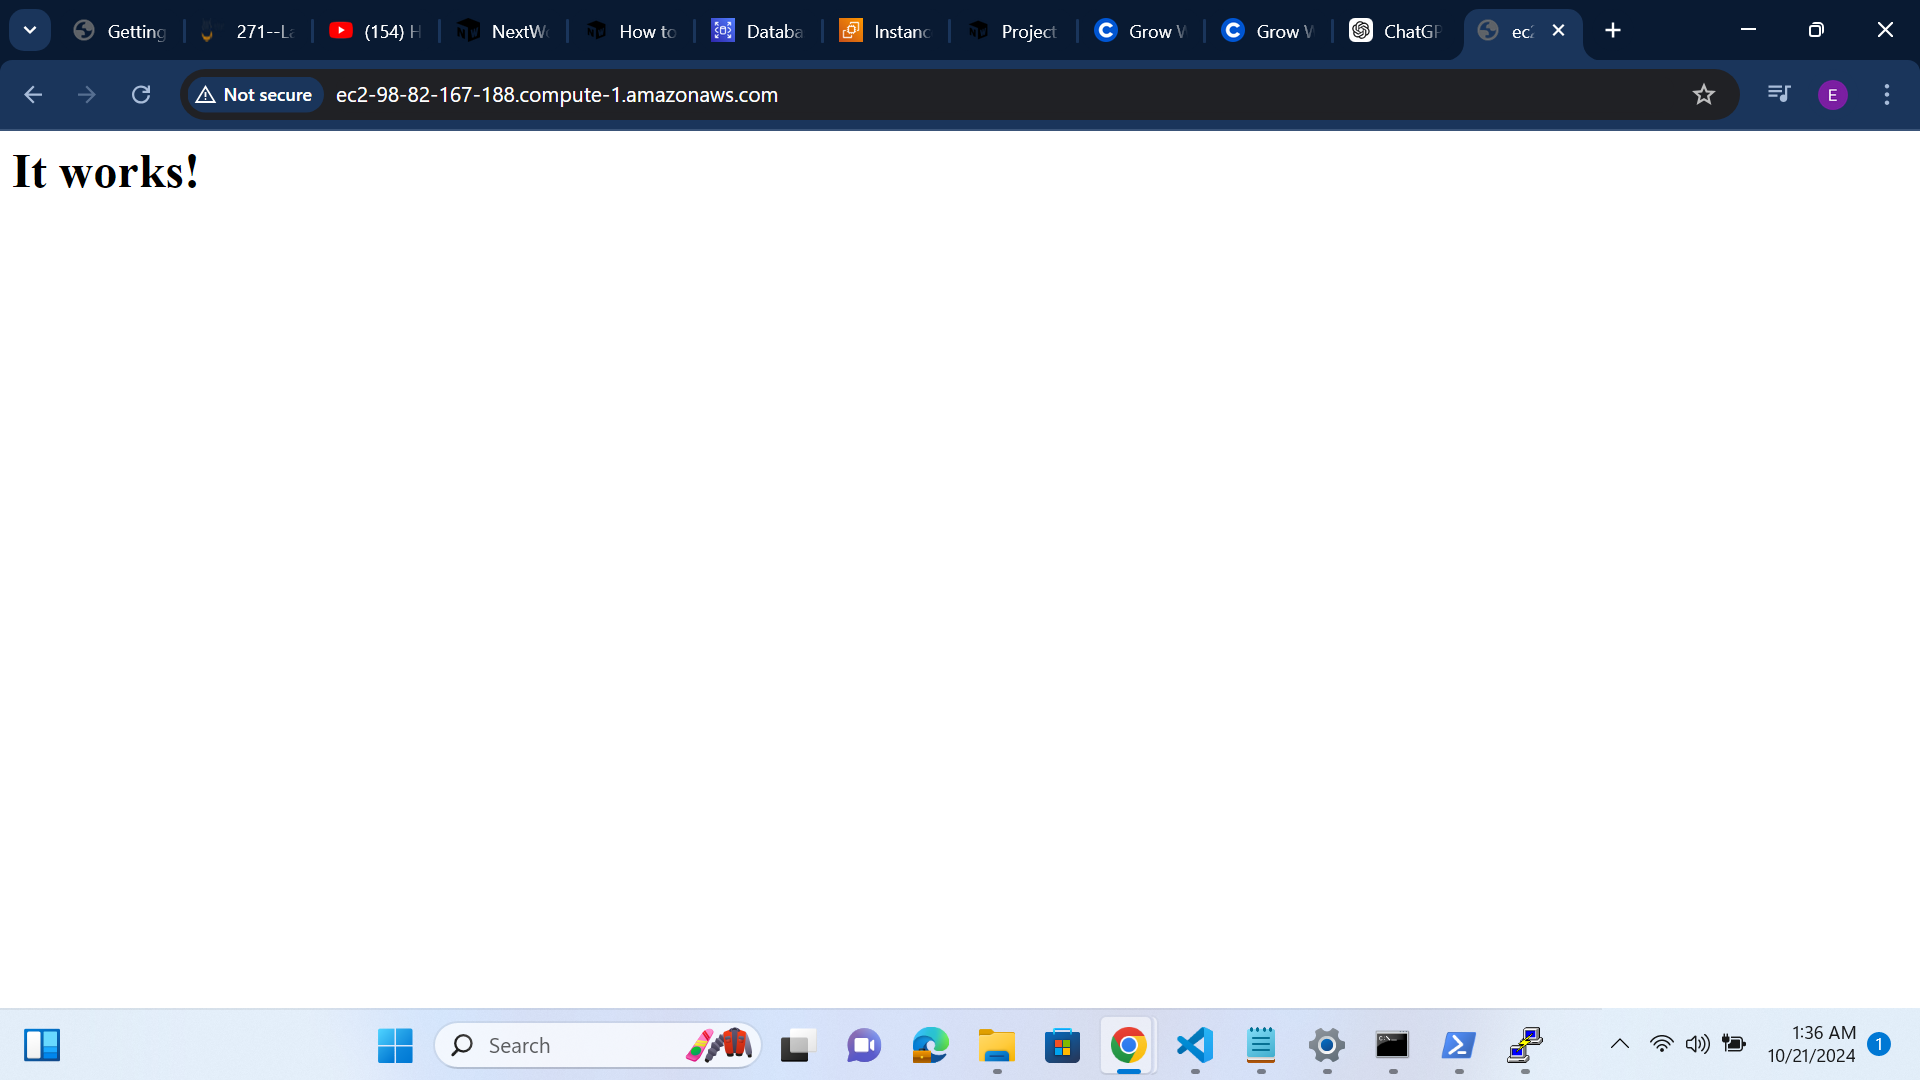 Getting
271--La
(154) H
NextWo
How to
Databa
Instanc
Project
Grow W
Grow W
ChatGP
ec2
Not secure
ec2-98-82-167-188.compute-1.amazonaws.com
E
It works!
Search
1:36 AM
10/21/2024
1